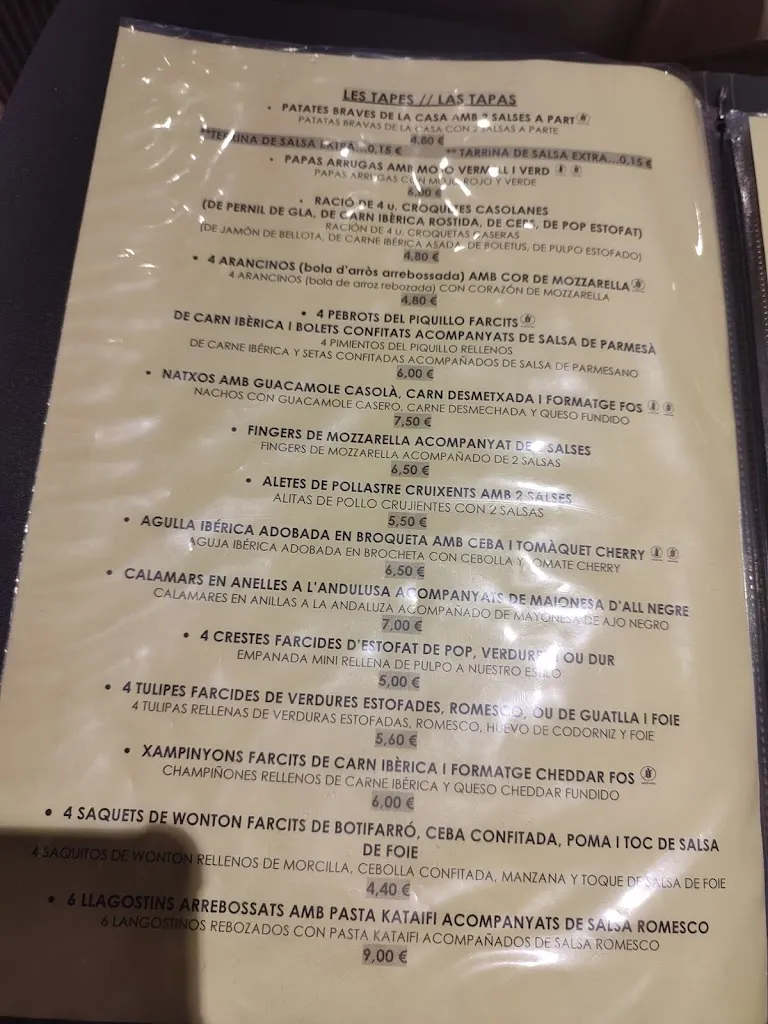 LES TAPES // LAS TAPAS
• PATATES BRAVES DE LA CASA AMB 2 SALSES A PART
PATATAS BRAVAS DE LA CASA CON 2 SALSAS A PARTE
4,80 €
**TERRINA DE SALSA EXTRA...0,15 € ** TARRINA DE SALSA EXTRA...0,15 €
• PAPAS ARRUGAS AMB MOJO VERMELL I VERD
PAPAS ARRUGAS CON MOJO ROJO Y VERDE
6,00 €
• RACIÓ DE 4 u. CROQUETES CASOLANES
(DE PERNIL DE GLA, DE CARN IBÈRICA ROSTIDA, DE CEPS, DE POP ESTOFAT)
RACIÓN DE 4 u. CROQUETAS CASERAS
(DE JAMÓN DE BELLOTA, DE CARNE IBÉRICA ASADA, DE BOLETUS, DE PULPO ESTOFADO)
4,80 €
• 4 ARANCINOS (bola d'arròs arrebossada) AMB COR DE MOZZARELLA
4 ARANCINOS (bola de arroz rebozada) CON CORAZÓN DE MOZZARELLA
4,80 €
• 4 PEBROTS DEL PIQUILLO FARCITS
DE CARN IBÈRICA I BOLETS CONFITATS ACOMPANYATS DE SALSA DE PARMESÀ
4 PIMIENTOS DEL PIQUILLO RELLENOS
DE CARNE IBÉRICA Y SETAS CONFITADAS ACOMPAÑADOS DE SALSA DE PARMESANO
6,00 €
• NATXOS AMB GUACAMOLE CASOLÀ, CARN DESMETXADA I FORMATGE FOS
NACHOS CON GUACAMOLE CASERO, CARNE DESMECHADA Y QUESO FUNDIDO
7,50 €
• FINGERS DE MOZZARELLA ACOMPANYAT DE 2 SALSES
FINGERS DE MOZZARELLA ACOMPAÑADO DE 2 SALSAS
6,50 €
• ALETES DE POLLASTRE CRUIXENTS AMB 2 SALSES
ALITAS DE POLLO CRUJIENTES CON 2 SALSAS
5,50 €
• AGULLA IBÉRICA ADOBADA EN BROQUETA AMB CEBA I TOMÀQUET CHERRY
AGUJA IBÉRICA ADOBADA EN BROCHETA CON CEBOLLA Y TOMATE CHERRY
6,50 €
• CALAMARS EN ANELLES A L'ANDULUSA ACOMPANYATS DE MAIONESA D'ALL NEGRE
CALAMARES EN ANILLAS A LA ANDALUZA ACOMPAÑADO DE MAYONESA DE AJO NEGRO
7,00 €
• 4 CRESTES FARCIDES D'ESTOFAT DE POP, VERDURES I OU DUR
EMPANADA MINI RELLENA DE PULPO A NUESTRO ESTILO
5,00 €
• 4 TULIPES FARCIDES DE VERDURES ESTOFADES, ROMESCO, OU DE GUATLLA I FOIE
4 TULIPAS RELLENAS DE VERDURAS ESTOFADAS, ROMESCO, HUEVO DE CODORNIZ Y FOIE
5,60 €
• XAMPINYONS FARCITS DE CARN IBÈRICA I FORMATGE CHEDDAR FOS
CHAMPIÑONES RELLENOS DE CARNE IBÉRICA Y QUESO CHEDDAR FUNDIDO
6,00 €
• 4 SAQUETS DE WONTON FARCITS DE BOTIFARRÓ, CEBA CONFITADA, POMA I TOC DE SALSA
DE FOIE
4 SAQUITOS DE WONTON RELLENOS DE MORCILLA, CEBOLLA CONFITADA, MANZANA Y TOQUE DE SALSA DE FOIE
4,40 €
• 6 LLAGOSTINS ARREBOSSATS AMB PASTA KATAIFI ACOMPANYATS DE SALSA ROMESCO
6 LANGOSTINOS REBOZADOS CON PASTA KATAIFI ACOMPAÑADOS DE SALSA ROMESCO
9,00 €